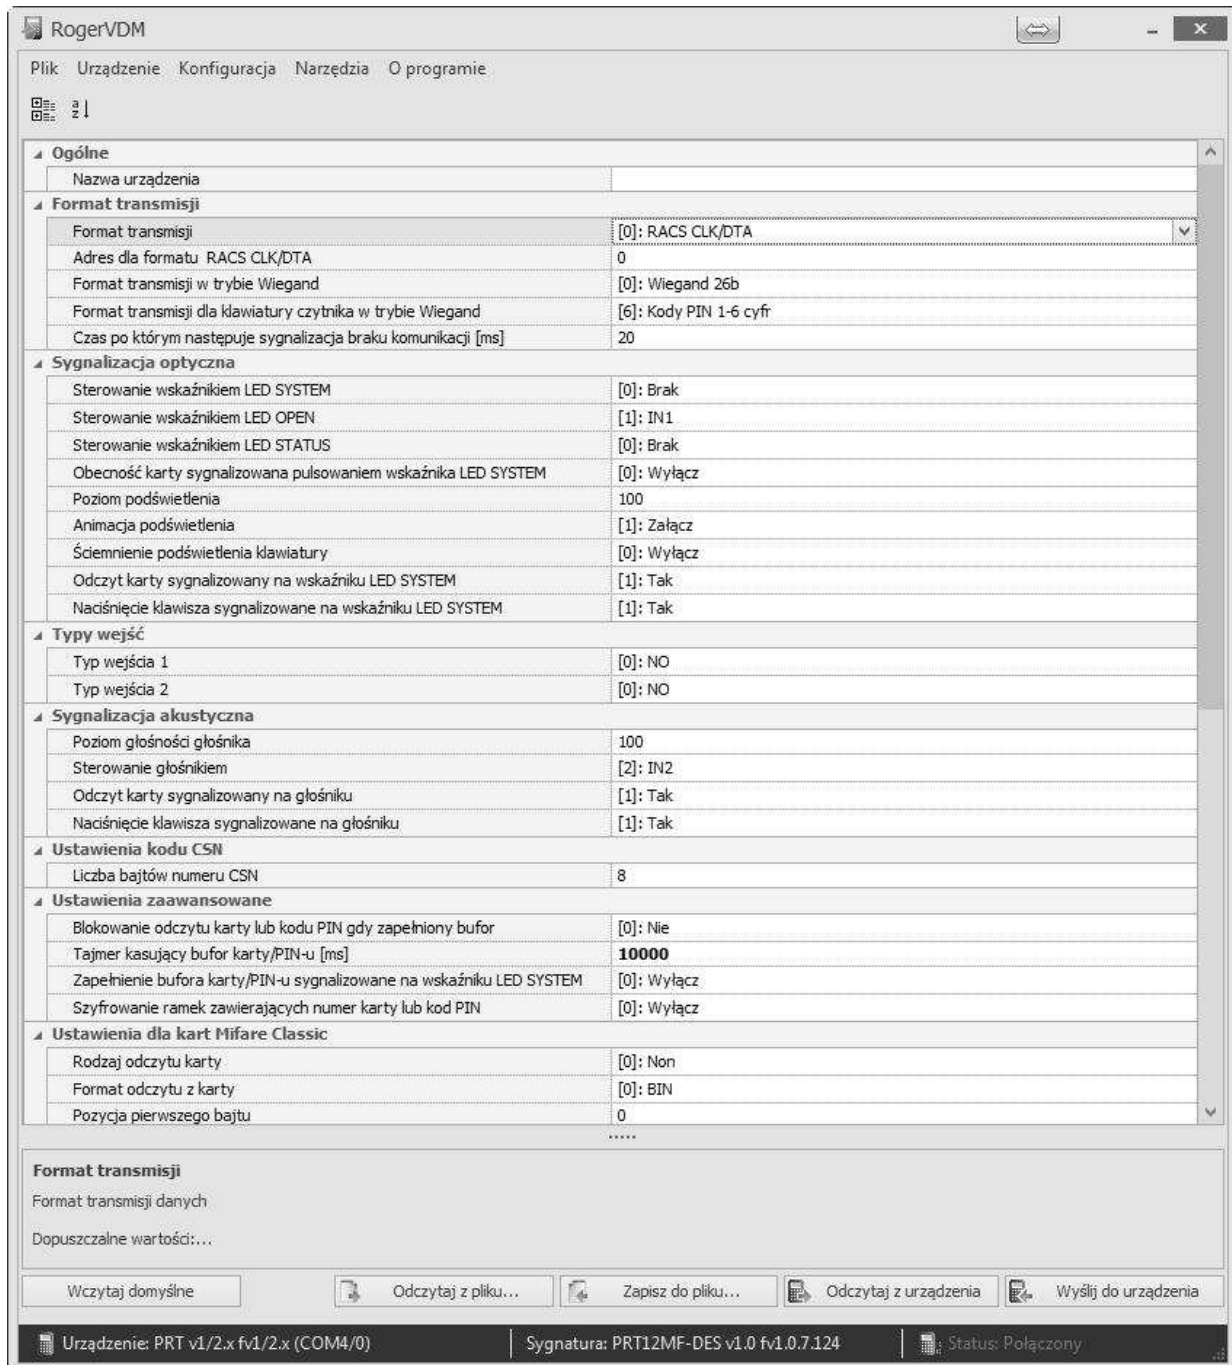 RogerVDM
Plik Urządzenie Konfiguracja Narzędzia O programie
Ogólne
Nazwa urządzenia
Format transmisji
Format transmisji [0]: RACS CLK/DTA
Adres dla formatu RACS CLK/DTA 0
Format transmisji w trybie Wiegand [0]: Wiegand 26b
Format transmisji dla klawiatury czytnika w trybie Wiegand [6]: Kody PIN 1-6 cyfr
Czas po którym następuje sygnalizacja braku komunikacji [ms] 20
Sygnalizacja optyczna
Sterowanie wskaźnikiem LED SYSTEM [0]: Brak
Sterowanie wskaźnikiem LED OPEN [1]: IN1
Sterowanie wskaźnikiem LED STATUS [0]: Brak
Obecność karty sygnalizowana pulsowaniem wskaźnika LED SYSTEM [0]: Wyłącz
Poziom podświetlenia 100
Animacja podświetlenia [1]: Załącz
Ściemnienie podświetlenia klawiatury [0]: Wyłącz
Odczyt karty sygnalizowany na wskaźniku LED SYSTEM [1]: Tak
Naciśnięcie klawisza sygnalizowane na wskaźniku LED SYSTEM [1]: Tak
Typy wejść
Typ wejścia 1 [0]: NO
Typ wejścia 2 [0]: NO
Sygnalizacja akustyczna
Poziom głośności głośnika 100
Sterowanie głośnikiem [2]: IN2
Odczyt karty sygnalizowany na głośniku [1]: Tak
Naciśnięcie klawisza sygnalizowane na głośniku [1]: Tak
Ustawienia kodu CSN
Liczba bajtów numeru CSN 8
Ustawienia zaawansowane
Blokowanie odczytu karty lub kodu PIN gdy zapełniony bufor [0]: Nie
Tajmer kasujący bufor karty/PIN-u [ms] 10000
Zapełnienie bufora karty/PIN-u sygnalizowane na wskaźniku LED SYSTEM [0]: Wyłącz
Szyfrowanie ramek zawierających numer karty lub kod PIN [0]: Wyłącz
Ustawienia dla kart Mifare Classic
Rodzaj odczytu karty [0]: Non
Format odczytu z karty [0]: BIN
Pozycja pierwszego bajtu 0
Format transmisji
Format transmisji danych
Dopuszczalne wartości:...
Wczytaj domyślne Odczytaj z pliku... Zapisz do pliku... Odczytaj z urządzenia Wyślij do urządzenia
Urządzenie: PRT v1/2.x fv1/2.x (COM4/0) Sygnatura: PRT12MF-DES v1.0 fv1.0.7.124 Status: Połączony